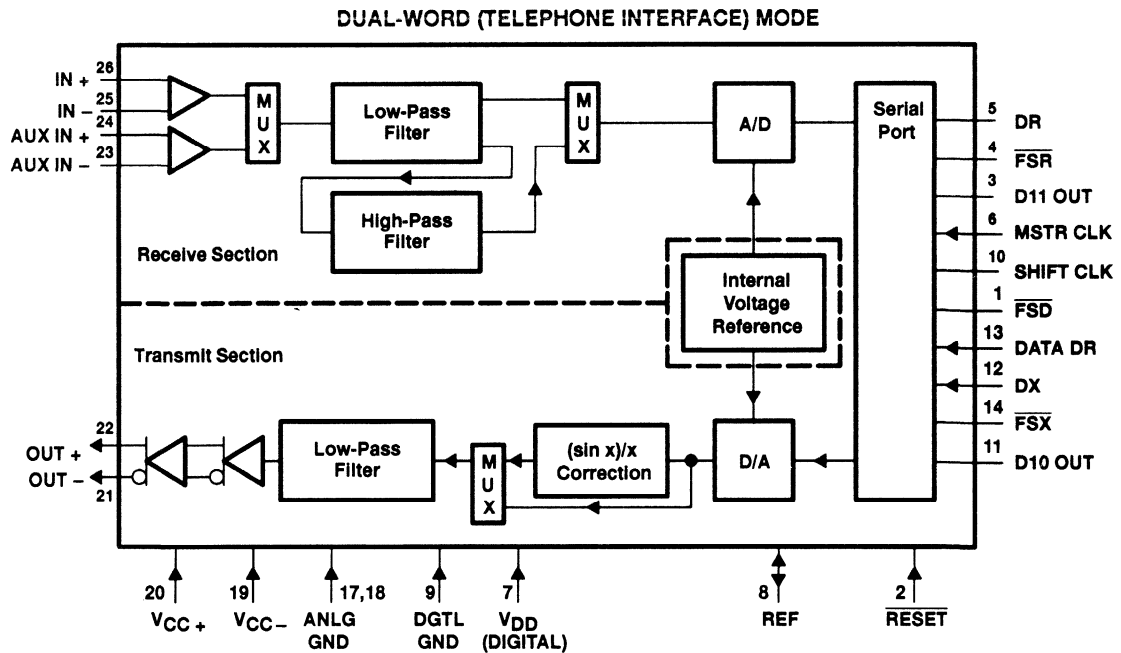 DUAL-WORD (TELEPHONE INTERFACE) MODE
26
IN +
25
IN –
24
AUX IN +
23
AUX IN –
M
U
X
Low-Pass
Filter
High-Pass
Filter
M
U
X
A/D
Serial
Port
5
DR
4
FSR
3
D11 OUT
6
MSTR CLK
10
SHIFT CLK
1
FSD
13
DATA DR
12
DX
14
FSX
11
D10 OUT
Receive Section
Internal
Voltage
Reference
Transmit Section
22
OUT +
OUT –
21
Low-Pass
Filter
M
U
X
(sin x)/x
Correction
D/A
20
VCC +
19
VCC –
17,18
ANLG
GND
9
DGTL
GND
7
VDD
(DIGITAL)
8
REF
2
RESET